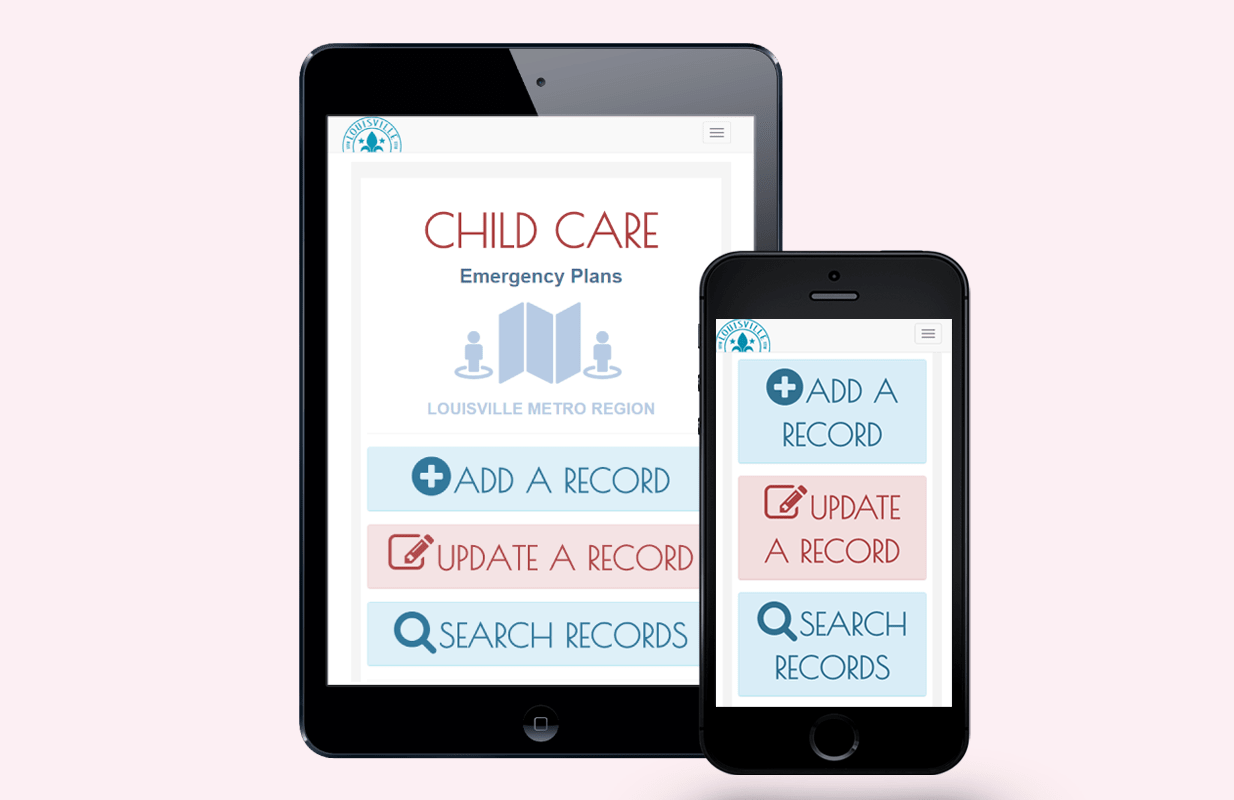 LOUISVILLE
CHILD CARE
Emergency Plans
LOUISVILLE METRO REGION
ADD A RECORD
UPDATE A RECORD
SEARCH RECORDS
LOUISVILLE
ADD A
RECORD
UPDATE
A RECORD
SEARCH
RECORDS